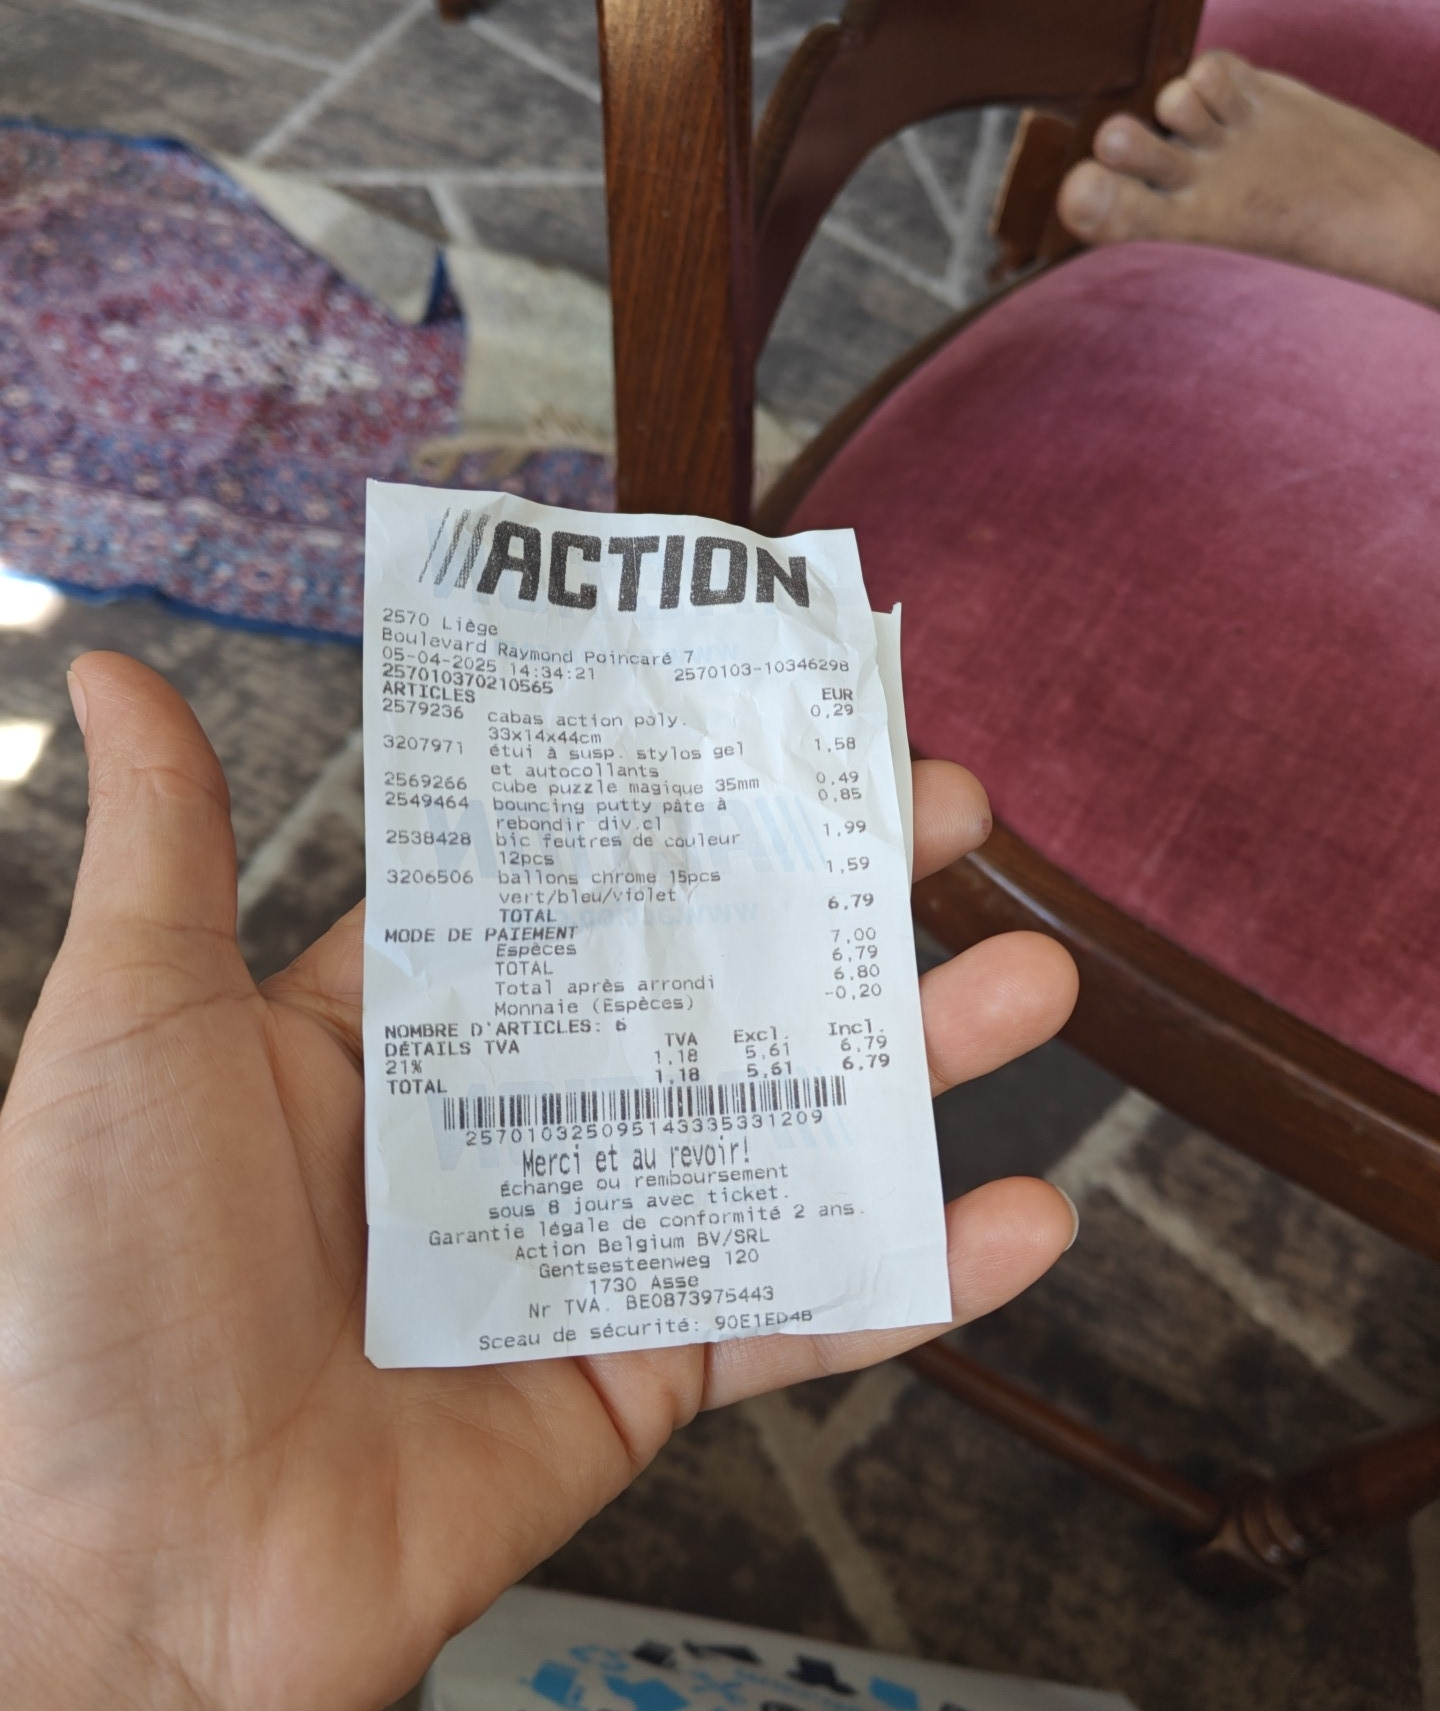 ///ACTION
2570 Liège
Boulevard Raymond Poincaré 7
05-04-2025 14:34:21 2570103-10346298
257010370210565
ARTICLES EUR
2579236 cabas action poly. 0,29
33x14x44cm
3207971 étui à susp. stylos gel 1,58
et autocollants
2569266 cube puzzle magique 35mm 0,49
2549464 bouncing putty pâte à 0,85
rebondir div.cl
2538428 bic feutres de couleur 1,99
12pcs
3206506 ballons chrome 15pcs 1,59
vert/bleu/violet
TOTAL 6,79
MODE DE PAIEMENT
Espèces 7,00
TOTAL 6,79
Total après arrondi 6,80
Monnaie (Espèces) -0,20
NOMBRE D'ARTICLES: 6
DÉTAILS TVA TVA Excl. Incl.
21% 1,18 5,61 6,79
TOTAL 1,18 5,61 6,79
257010325095143335331209
Merci et au revoir!
Échange ou remboursement
sous 8 jours avec ticket.
Garantie légale de conformité 2 ans.
Action Belgium BV/SRL
Gentsesteenweg 120
1730 Asse
Nr TVA. BE0873975443
Sceau de sécurité: 90E1ED4B